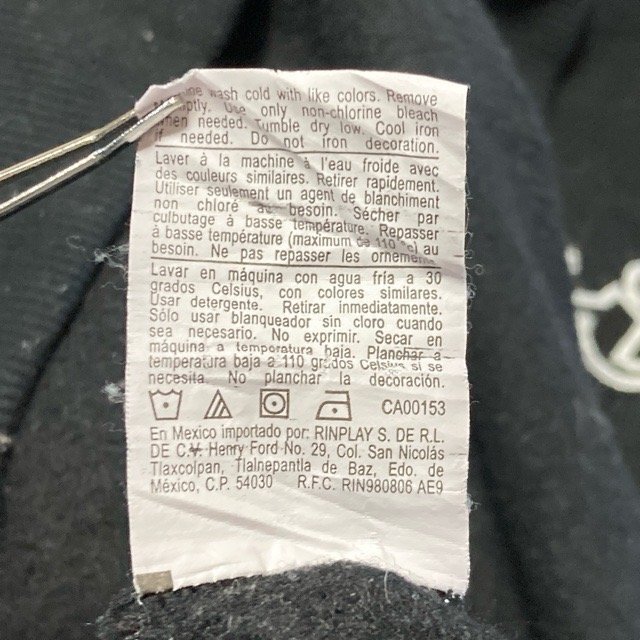 wash cold with like colors. Remove
Use only non-chlorine bleach
when needed. Tumble dry low. Cool iron
if needed. Do not iron decoration.
Laver à la machine à l'eau froide avec
des couleurs similaires. Retirer rapidement.
Utiliser seulement un agent de blanchiment
non chloré au besoin. Sécher par
culbutage à basse température. Repasser
à basse température (maximum de 110 °c) au
besoin. Ne pas repasser les ornements
Lavar en máquina con agua fría a 30
grados Celsius, con colores similares.
Usar detergente. Retirar inmediatamente.
Sólo usar blanqueador sin cloro cuando
sea necesario. No exprimir. Secar en
máquina a temperatura baja. Planchar a
temperatura baja a 110 grados Celsius si se
necesita. No planchar la decoración.
CA00153
En Mexico importado por: RINPLAY S. DE R.L.
DE C.V. Henry Ford No. 29, Col. San Nicolás
Tlaxcolpan, Tlalnepantla de Baz, Edo. de
México, C.P. 54030 R.F.C. RIN980806 AE9